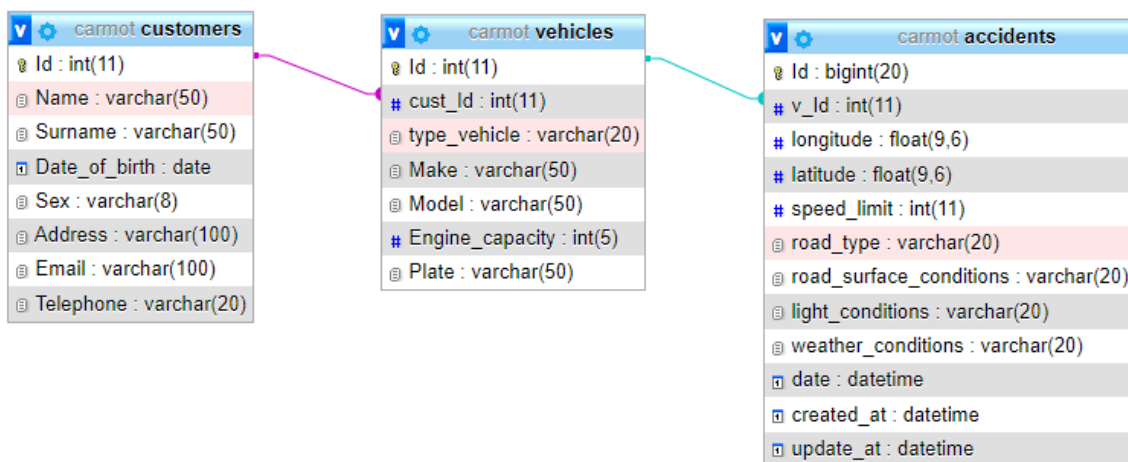 v carmot customers
Id : int(11)
Name : varchar(50)
Surname : varchar(50)
Date_of_birth : date
Sex : varchar(8)
Address : varchar(100)
Email : varchar(100)
Telephone : varchar(20)
v carmot vehicles
Id : int(11)
# cust_Id : int(11)
type_vehicle : varchar(20)
Make : varchar(50)
Model : varchar(50)
# Engine_capacity : int(5)
Plate : varchar(50)
v carmot accidents
Id : bigint(20)
# v_Id : int(11)
# longitude : float(9,6)
# latitude : float(9,6)
# speed_limit : int(11)
road_type : varchar(20)
road_surface_conditions : varchar(20)
light_conditions : varchar(20)
weather_conditions : varchar(20)
date : datetime
created_at : datetime
update_at : datetime